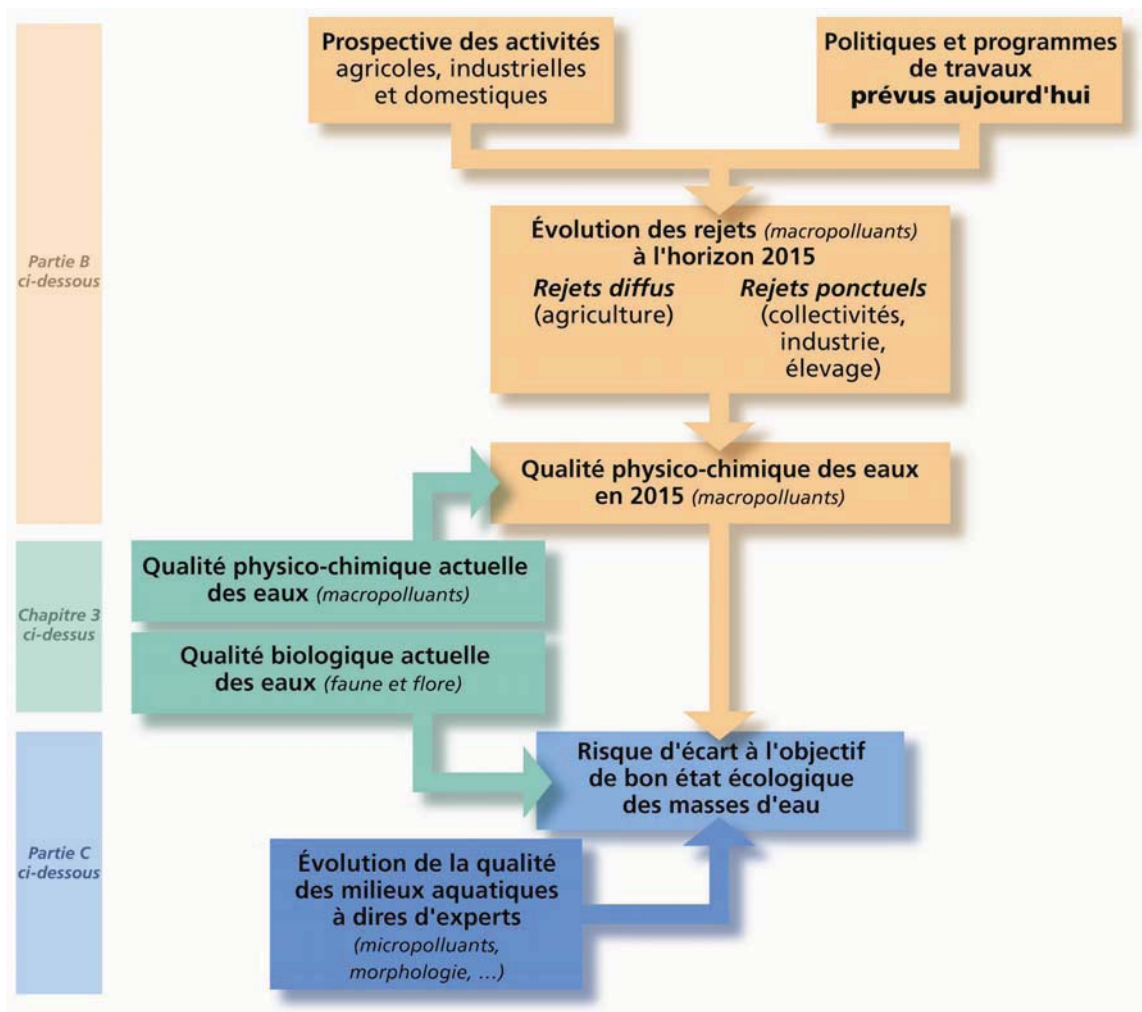 Prospective des activités
agricoles, industrielles
et domestiques
Politiques et programmes
de travaux
prévus aujourd'hui
Partie B
ci-dessous
Évolution des rejets (macropolluants)
à l'horizon 2015
Rejets diffus
(agriculture)
Rejets ponctuels
(collectivités,
industrie,
élevage)
Qualité physico-chimique des eaux
en 2015 (macropolluants)
Chapitre 3
ci-dessus
Qualité physico-chimique actuelle
des eaux (macropolluants)
Qualité biologique actuelle
des eaux (faune et flore)
Partie C
ci-dessous
Risque d'écart à l'objectif
de bon état écologique
des masses d'eau
Évolution de la qualité
des milieux aquatiques
à dires d'experts
(micropolluants,
morphologie, ...)